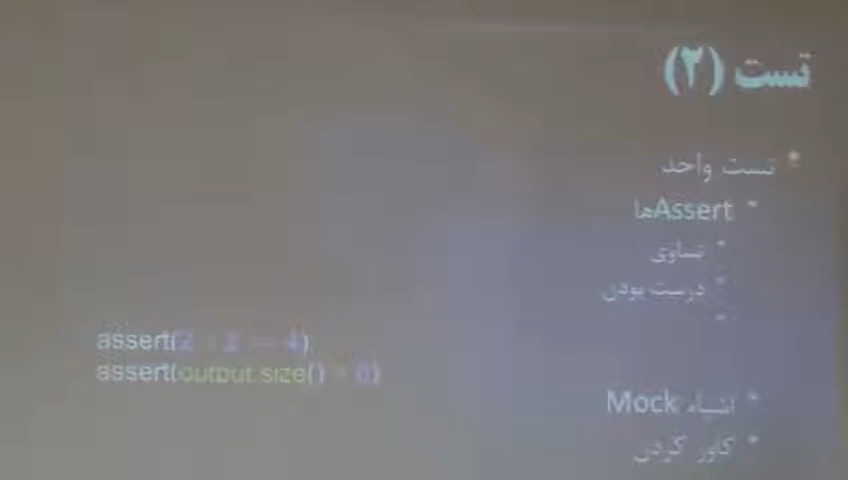 تست (۲)
تست واحد
Assertها
تساوی
درست بودن
assert(2 + 2 == 4)
assert(output.size() > 0)
اشیاء Mock
کاور کردن